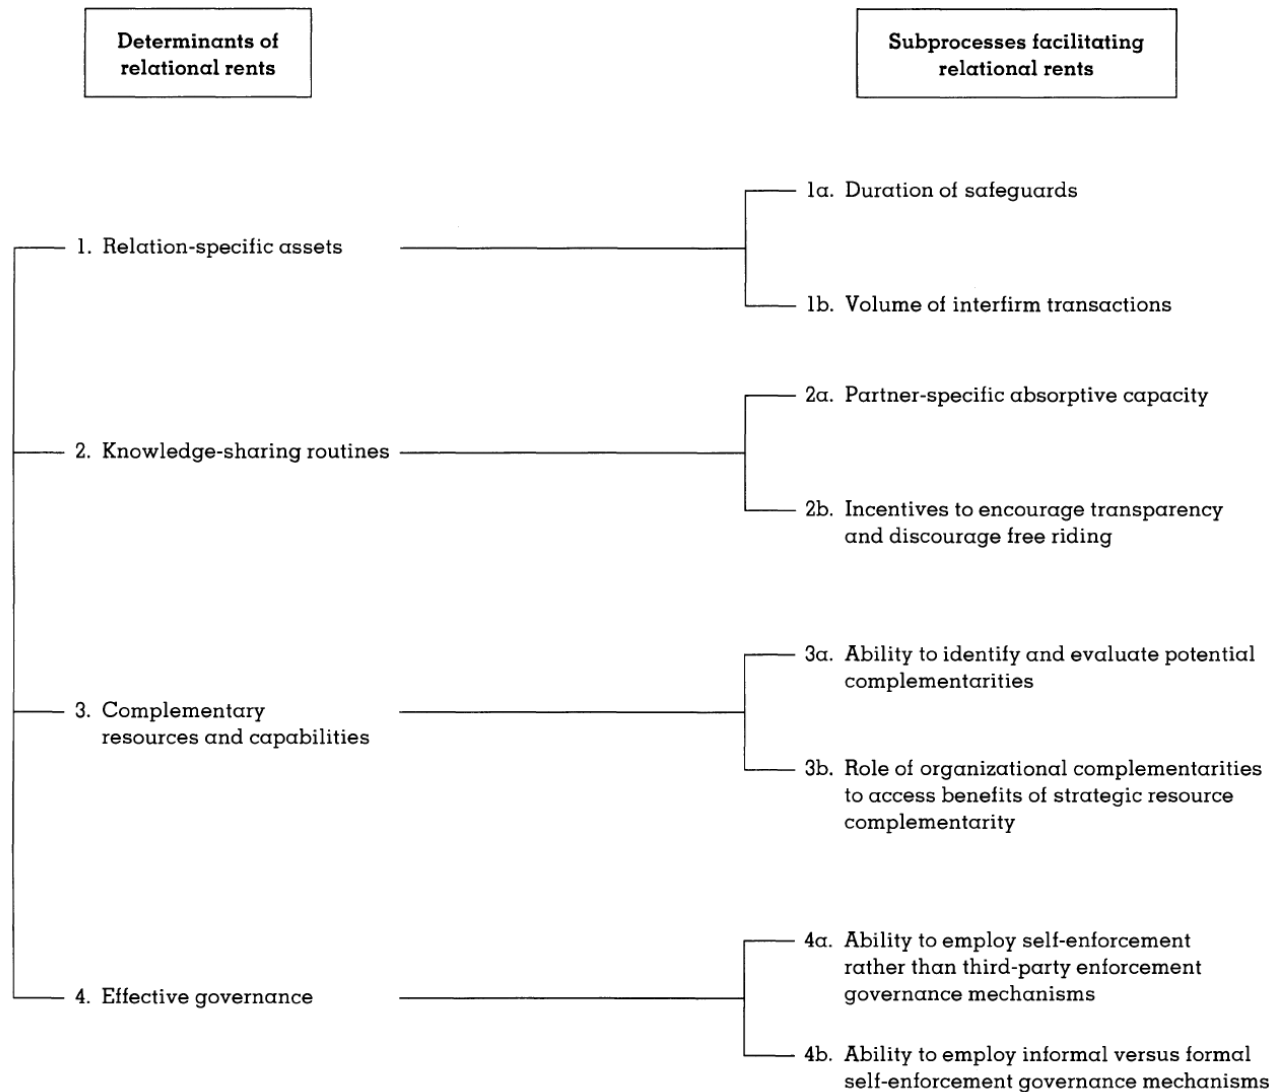 Determinants of
relational rents
Subprocesses facilitating
relational rents
1. Relation-specific assets
1a. Duration of safeguards
1b. Volume of interfirm transactions
2. Knowledge-sharing routines
2a. Partner-specific absorptive capacity
2b. Incentives to encourage transparency
and discourage free riding
3. Complementary
resources and capabilities
3a. Ability to identify and evaluate potential
complementarities
3b. Role of organizational complementarities
to access benefits of strategic resource
complementarity
4. Effective governance
4a. Ability to employ self-enforcement
rather than third-party enforcement
governance mechanisms
4b. Ability to employ informal versus formal
self-enforcement governance mechanisms